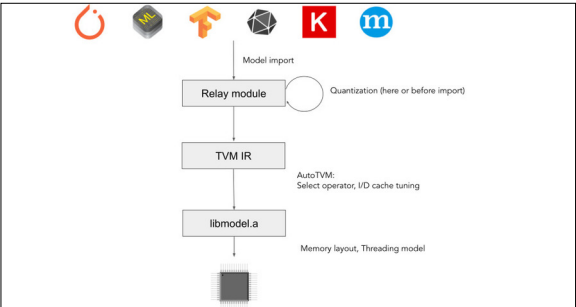 ML
K
m
Model import
Relay module
Quantization (here or before import)
TVM IR
AutoTVM:
Select operator, I/D cache tuning
libmodel.a
Memory layout, Threading model